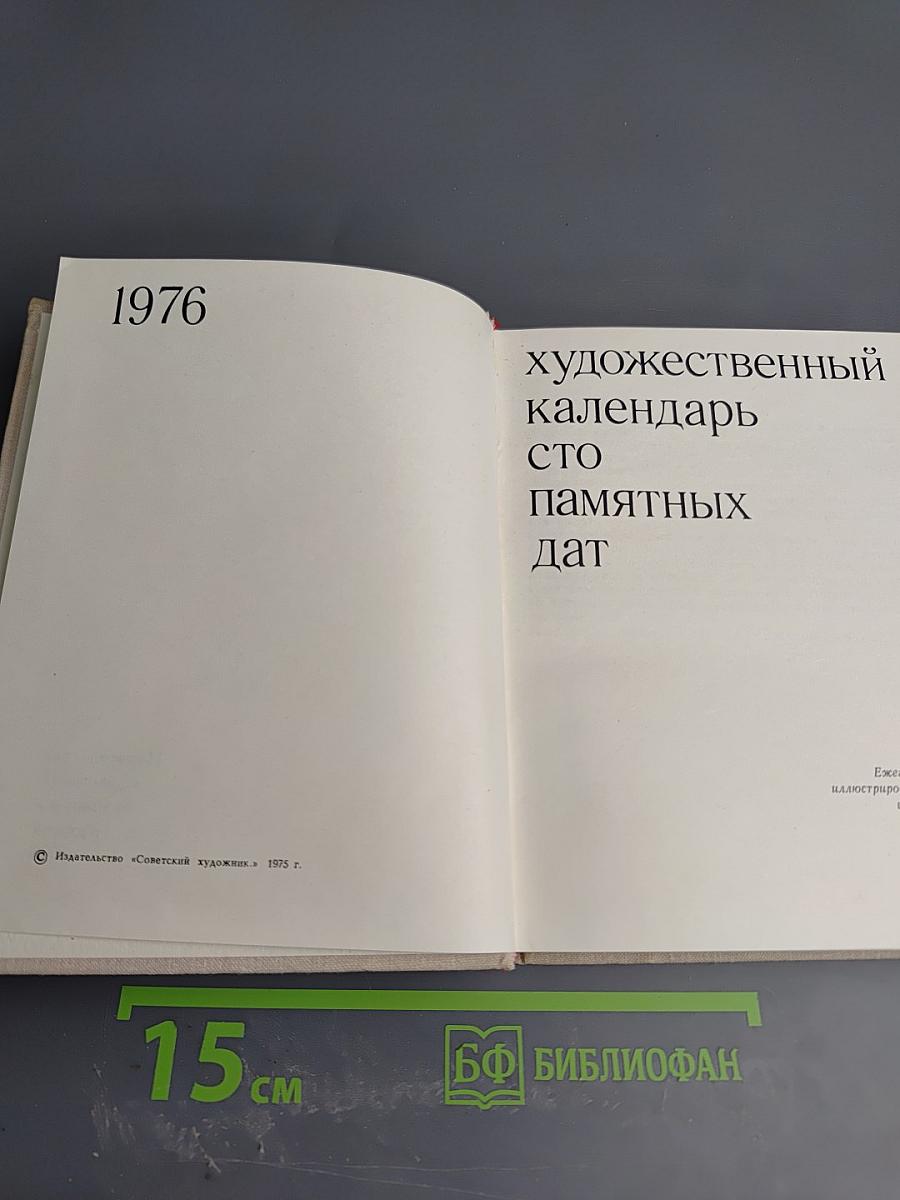 1976
© Издательство «Советский художник.» 1975 г.
художественный
календарь
сто
памятных
дат
15 см
БФ БИБЛИОФАН